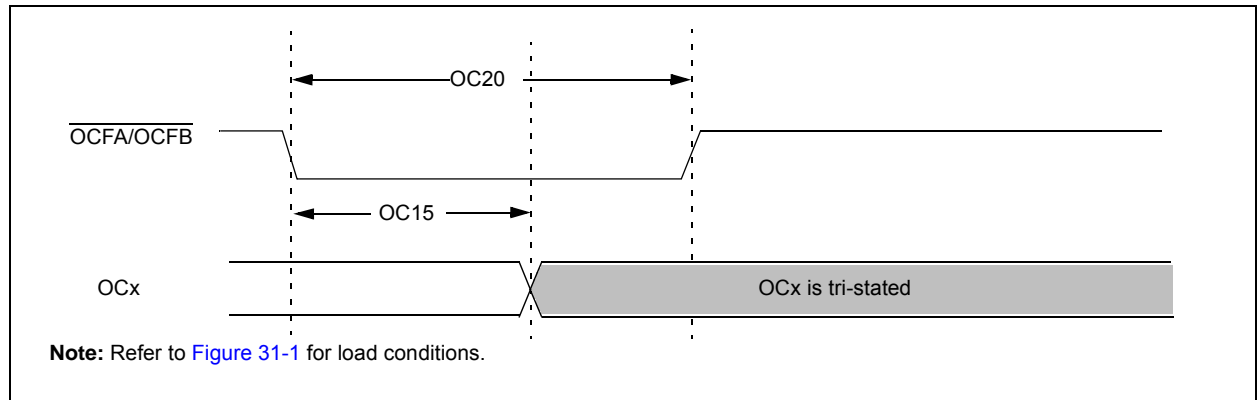 OC20
OCFA/OCFB
OC15
OCx
OCx is tri-stated
Note: Refer to Figure 31-1 for load conditions.